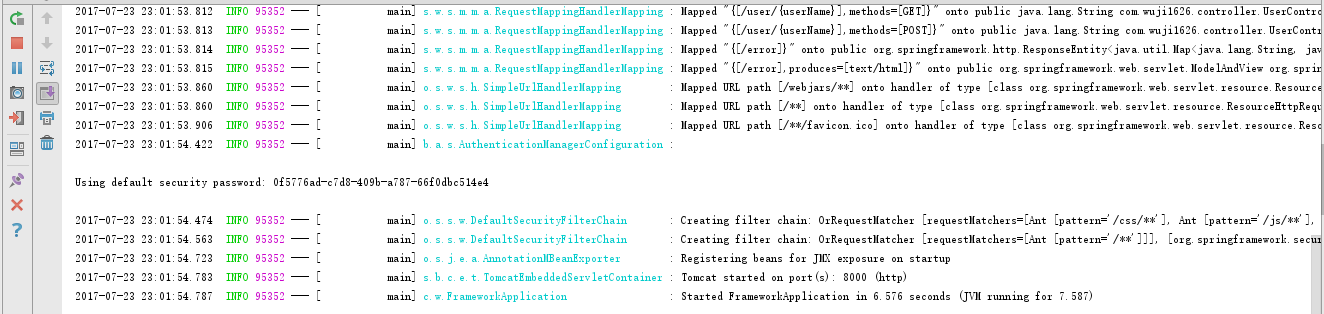 2017-07-23 23:01:53.812  INFO 95352 --- [           main] s.w.s.m.m.a.RequestMappingHandlerMapping : Mapped "{[/user/{userName}],methods=[GET]}" onto public java.lang.String com.wuji1626.controller.UserContro
2017-07-23 23:01:53.813  INFO 95352 --- [           main] s.w.s.m.m.a.RequestMappingHandlerMapping : Mapped "{[/user/{userName}],methods=[POST]}" onto public java.lang.String com.wuji1626.controller.UserContr
2017-07-23 23:01:53.814  INFO 95352 --- [           main] s.w.s.m.m.a.RequestMappingHandlerMapping : Mapped "{[/error]}" onto public org.springframework.http.ResponseEntity<java.util.Map<java.lang.String, jav
2017-07-23 23:01:53.815  INFO 95352 --- [           main] s.w.s.m.m.a.RequestMappingHandlerMapping : Mapped "{[/error],produces=[text/html]}" onto public org.springframework.web.servlet.ModelAndView org.sprin
2017-07-23 23:01:53.860  INFO 95352 --- [           main] o.s.w.s.h.SimpleUrlHandlerMapping        : Mapped URL path [/webjars/**] onto handler of type [class org.springframework.web.servlet.resource.Resource
2017-07-23 23:01:53.860  INFO 95352 --- [           main] o.s.w.s.h.SimpleUrlHandlerMapping        : Mapped URL path [/**] onto handler of type [class org.springframework.web.servlet.resource.ResourceHttpRequ
2017-07-23 23:01:53.906  INFO 95352 --- [           main] o.s.w.s.h.SimpleUrlHandlerMapping        : Mapped URL path [/**/favicon.ico] onto handler of type [class org.springframework.web.servlet.resource.Reso
2017-07-23 23:01:54.422  INFO 95352 --- [           main] b.a.s.AuthenticationManagerConfiguration :
Using default security password: 0f5776ad-c7d8-409b-a787-66f0dbc514e4
2017-07-23 23:01:54.474  INFO 95352 --- [           main] o.s.s.w.DefaultSecurityFilterChain       : Creating filter chain: OrRequestMatcher [requestMatchers=[Ant [pattern='/css/**'], Ant [pattern='/js/**'],
2017-07-23 23:01:54.563  INFO 95352 --- [           main] o.s.s.w.DefaultSecurityFilterChain       : Creating filter chain: OrRequestMatcher [requestMatchers=[Ant [pattern='/**']]], [org.springframework.secur
2017-07-23 23:01:54.723  INFO 95352 --- [           main] o.s.j.e.a.AnnotationMBeanExporter        : Registering beans for JMX exposure on startup
2017-07-23 23:01:54.783  INFO 95352 --- [           main] s.b.c.e.t.TomcatEmbeddedServletContainer : Tomcat started on port(s): 8000 (http)
2017-07-23 23:01:54.787  INFO 95352 --- [           main] c.w.FrameworkApplication                 : Started FrameworkApplication in 6.576 seconds (JVM running for 7.587)